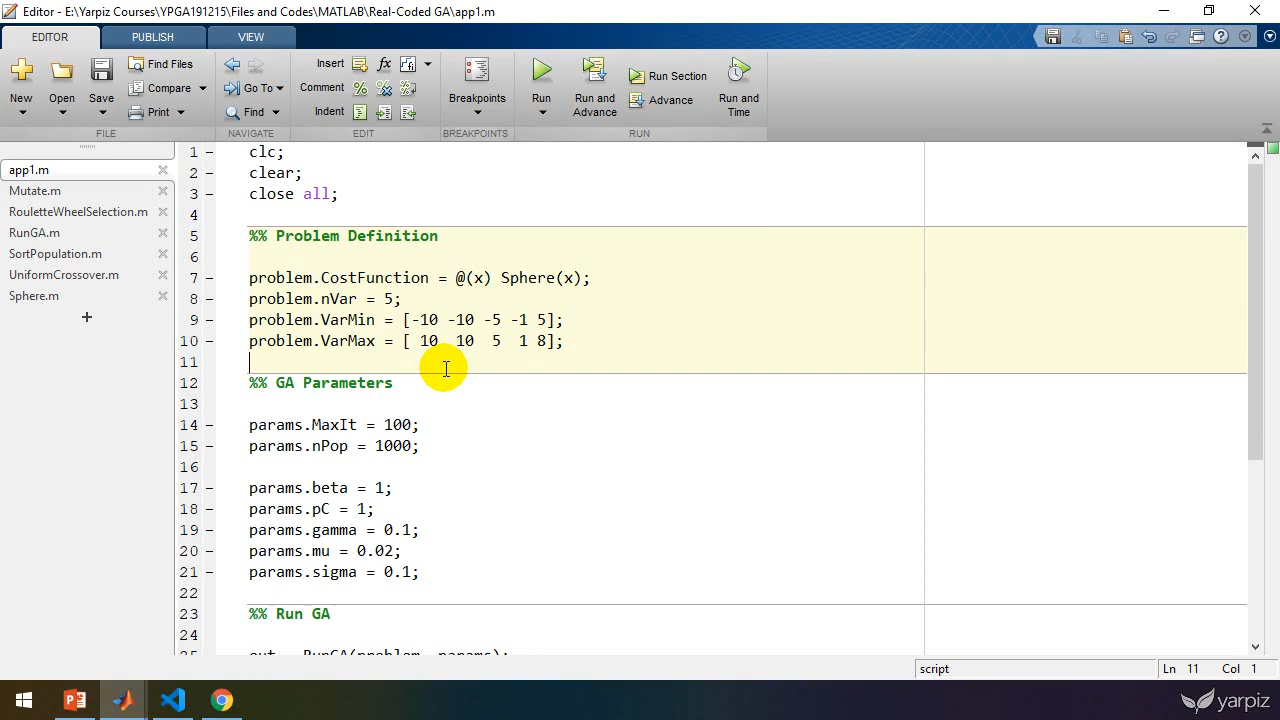 Editor - E:\Yarpiz Courses\YPGA191215\Files and Codes\MATLAB\Real-Coded GA\app1.m
EDITOR PUBLISH VIEW
New Open Save Find Files Compare Print
FILE
Go To Find
NAVIGATE
Insert
Comment
Indent
EDIT
Breakpoints
BREAKPOINTS
Run Run and Advance Run Section Advance Run and Time
RUN
app1.m
Mutate.m
RouletteWheelSelection.m
RunGA.m
SortPopulation.m
UniformCrossover.m
Sphere.m
1 clc;
2 clear;
3 close all;
4
5 %% Problem Definition
6
7 problem.CostFunction = @(x) Sphere(x);
8 problem.nVar = 5;
9 problem.VarMin = [-10 -10 -5 -1 5];
10 problem.VarMax = [ 10  10  5  1 8];
11
12 %% GA Parameters
13
14 params.MaxIt = 100;
15 params.nPop = 1000;
16
17 params.beta = 1;
18 params.pC = 1;
19 params.gamma = 0.1;
20 params.mu = 0.02;
21 params.sigma = 0.1;
22
23 %% Run GA
24
25 out = RunGA(problem, params);
script Ln 11 Col 1
yarpiz